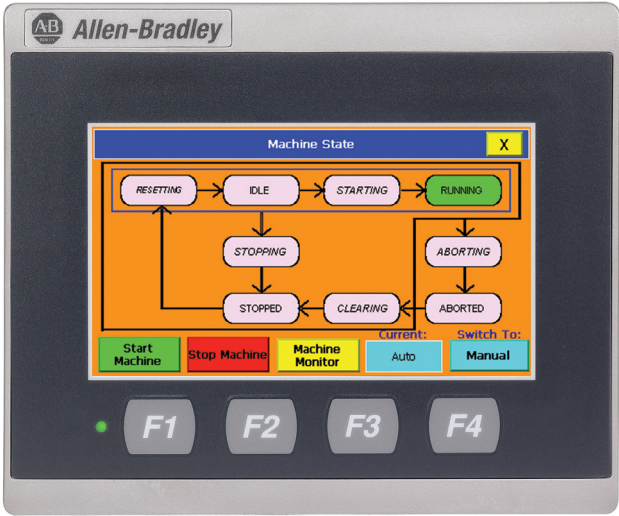 AB
Allen-Bradley
Machine State
X
RESETTING
IDLE
STARTING
RUNNING
STOPPING
ABORTING
STOPPED
CLEARING
ABORTED
Current:
Switch To:
Start
Machine
Stop Machine
Machine
Monitor
Auto
Manual
F1
F2
F3
F4